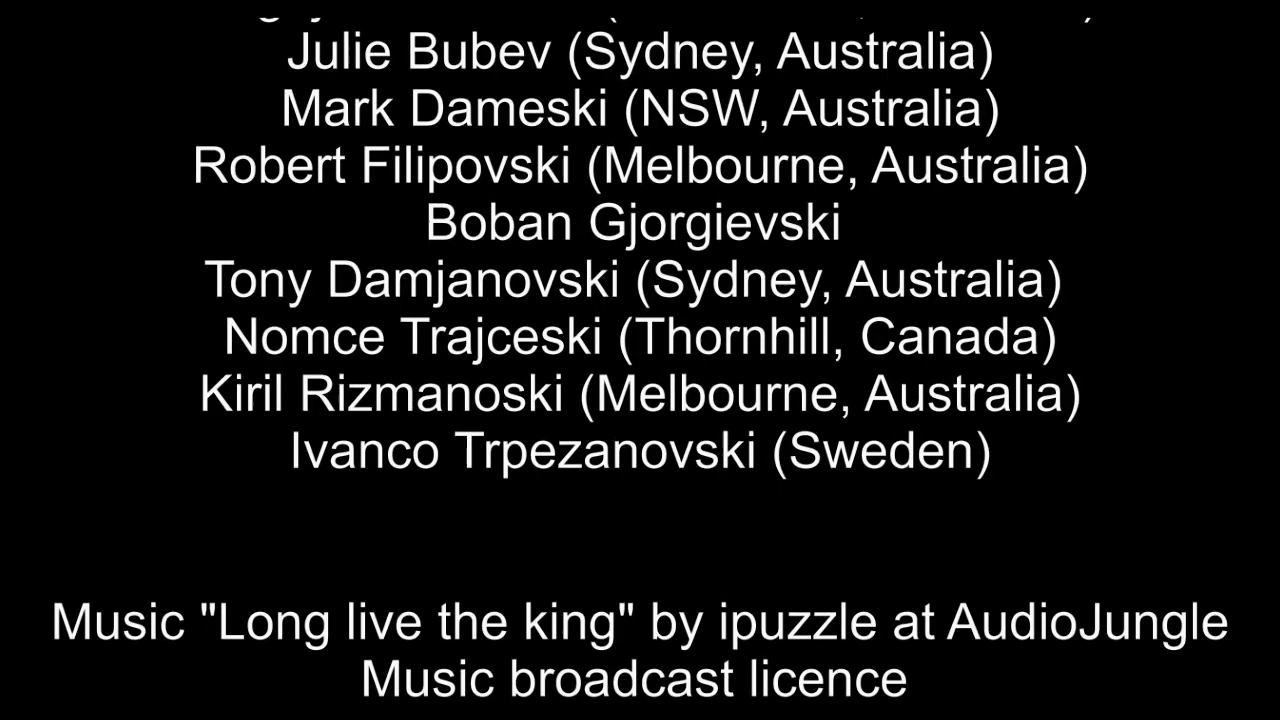 Julie Bubev (Sydney, Australia)
Mark Dameski (NSW, Australia)
Robert Filipovski (Melbourne, Australia)
Boban Gjorgievski
Tony Damjanovski (Sydney, Australia)
Nomce Trajceski (Thornhill, Canada)
Kiril Rizmanoski (Melbourne, Australia)
Ivanco Trpezanovski (Sweden)
Music "Long live the king" by ipuzzle at AudioJungle
Music broadcast licence